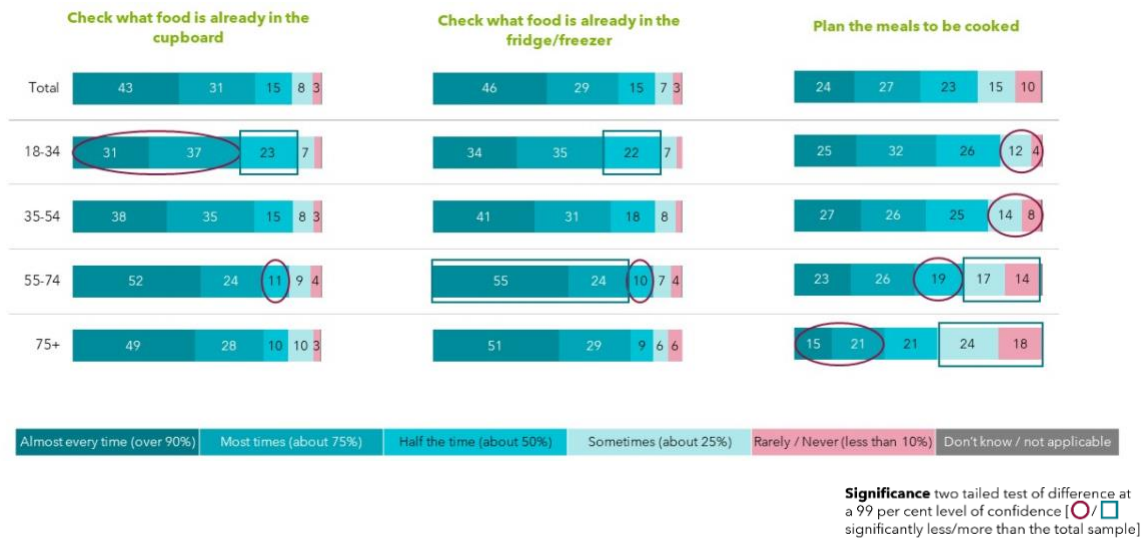 Check what food is already in the
cupboard
Check what food is already in the
fridge/freezer
Plan the meals to be cooked
Total 43 31 15 8 3 46 29 15 7 3 24 27 23 15 10
18-34 31 37 23 7 34 35 22 7 25 32 26 12 4
35-54 38 35 15 8 3 41 31 18 8 27 26 25 14 8
55-74 52 24 11 9 4 55 24 10 7 4 23 26 19 17 14
75+ 49 28 10 10 3 51 29 9 6 6 15 21 21 24 18
Almost every time (over 90%) Most times (about 75%) Half the time (about 50%) Sometimes (about 25%) Rarely / Never (less than 10%) Don't know / not applicable
Significance two tailed test of difference at
a 99 per cent level of confidence [ / 
significantly less/more than the total sample]